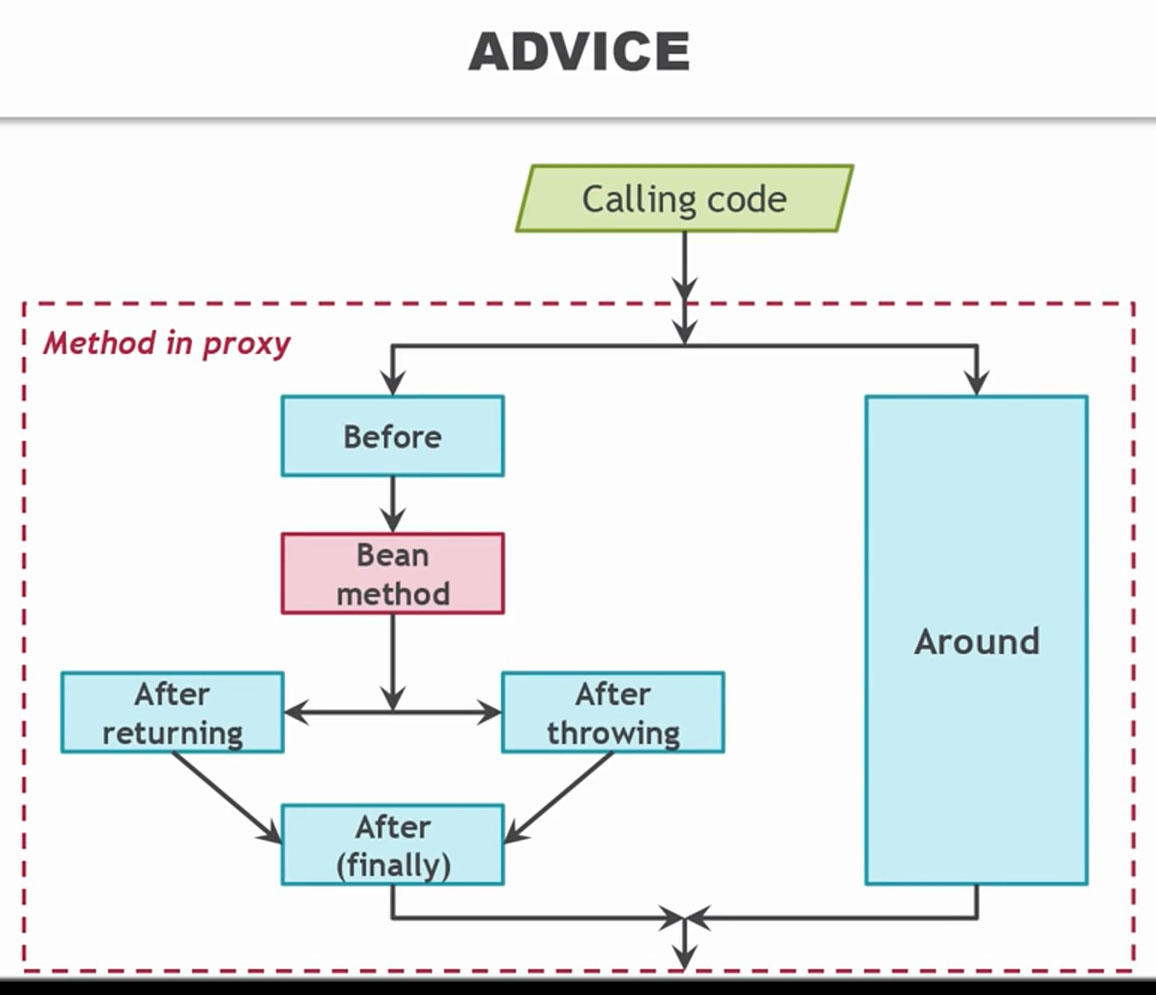 ADVICE
Calling code
Method in proxy
Before
Bean
method
After
returning
After
throwing
After
(finally)
Around